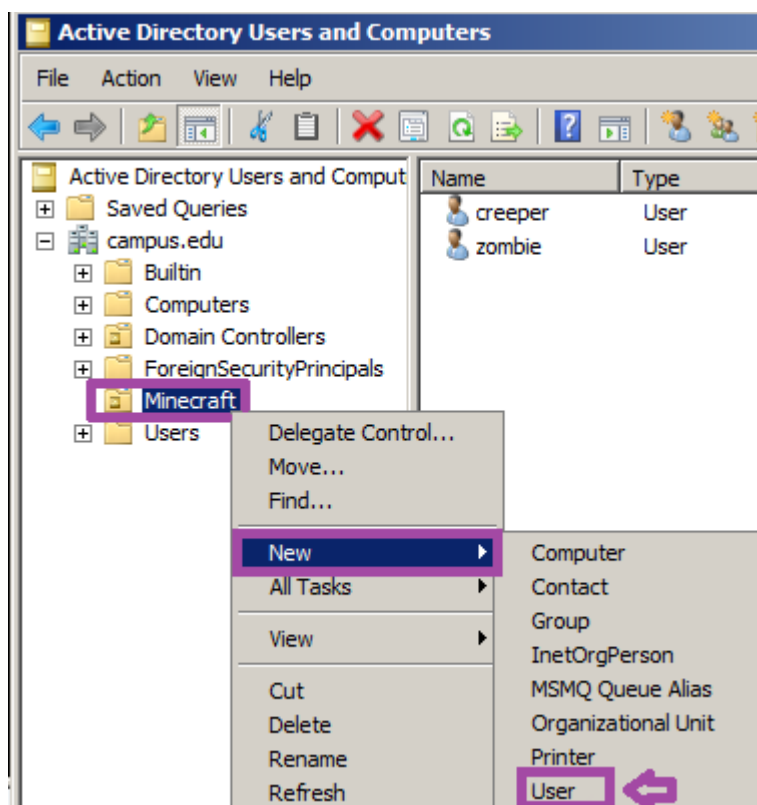 Active Directory Users and Computers
File Action View Help
Active Directory Users and Comput
Saved Queries
campus.edu
Builtin
Computers
Domain Controllers
ForeignSecurityPrincipals
Minecraft
Users
Name Type
creeper User
zombie User
Delegate Control...
Move...
Find...
New
All Tasks
View
Cut
Delete
Rename
Refresh
Computer
Contact
Group
InetOrgPerson
MSMQ Queue Alias
Organizational Unit
Printer
User